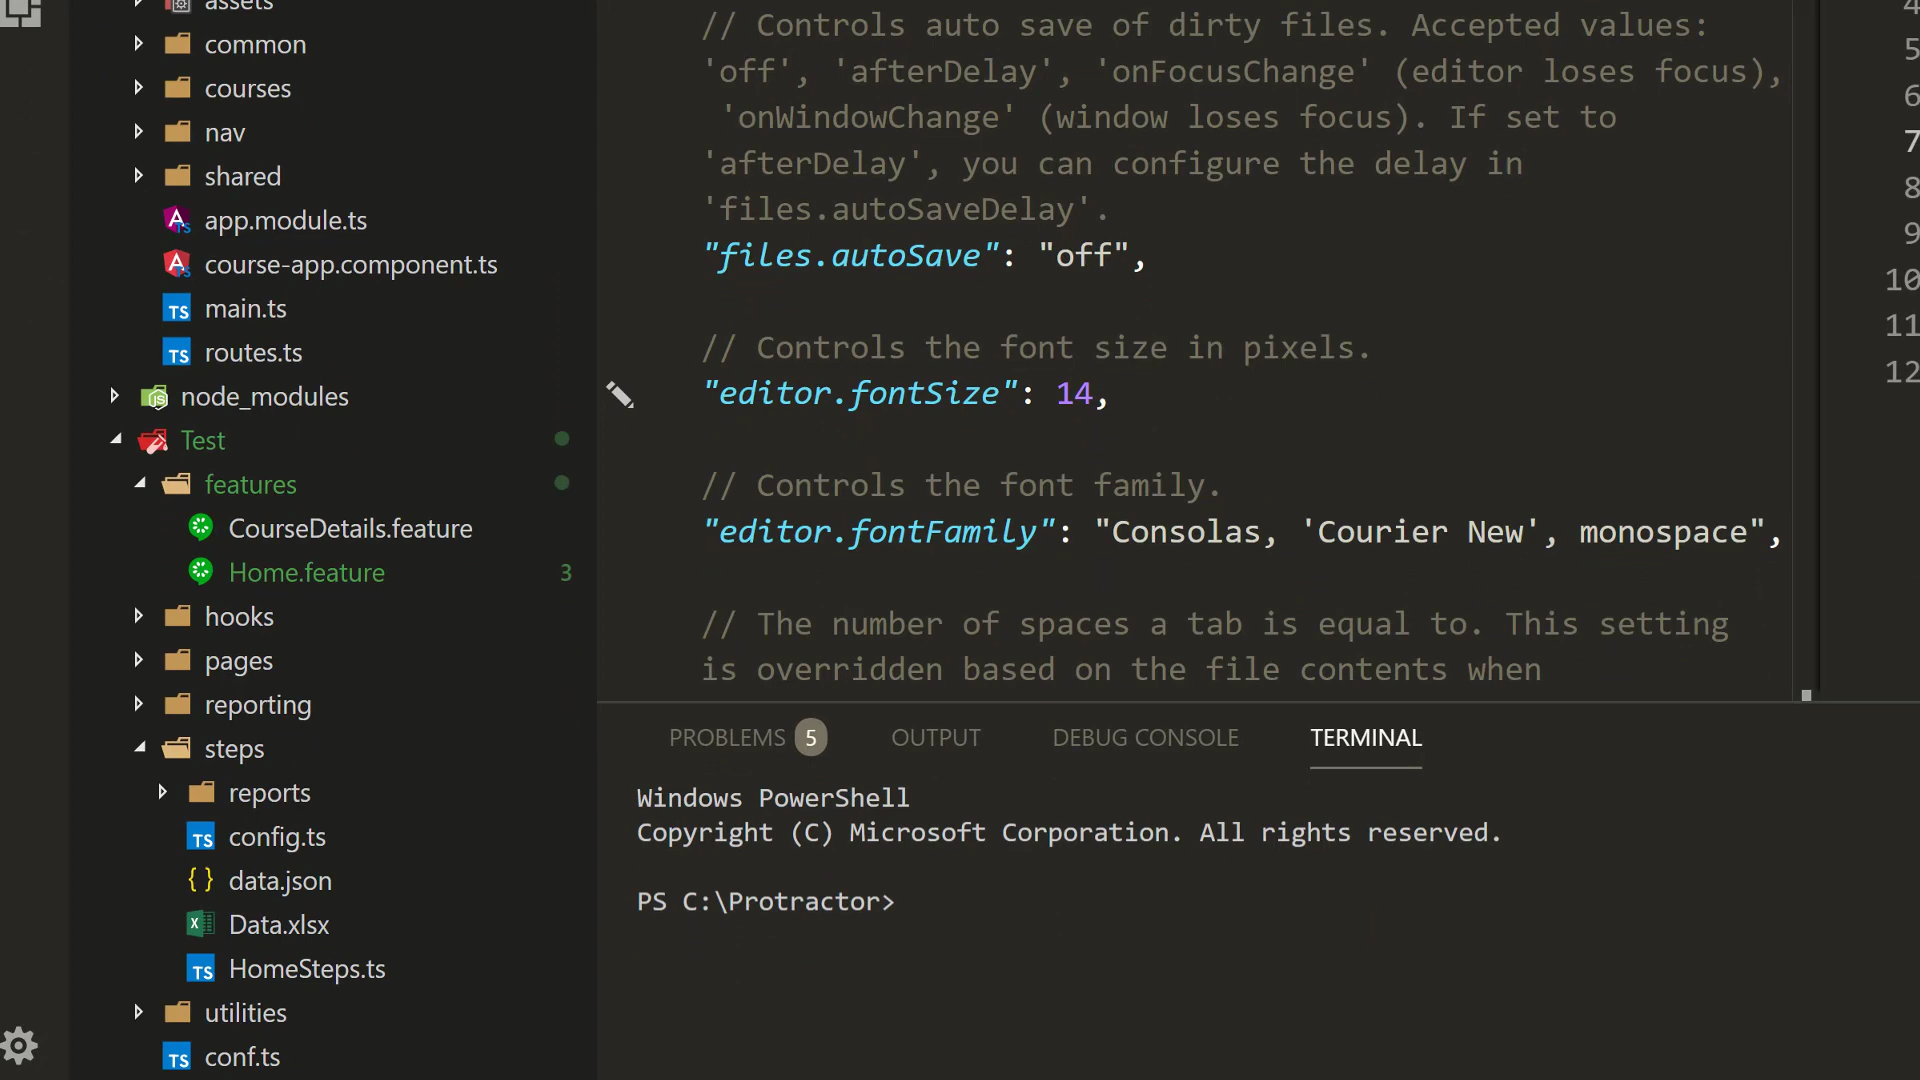 assets
common
courses
nav
shared
app.module.ts
course-app.component.ts
main.ts
routes.ts
node_modules
Test
features
CourseDetails.feature
Home.feature 3
hooks
pages
reporting
steps
reports
config.ts
data.json
Data.xlsx
HomeSteps.ts
utilities
conf.ts
// Controls auto save of dirty files. Accepted values:
'off', 'afterDelay', 'onFocusChange' (editor loses focus),
'onWindowChange' (window loses focus). If set to
'afterDelay', you can configure the delay in
'files.autoSaveDelay'.
"files.autoSave": "off",
// Controls the font size in pixels.
"editor.fontSize": 14,
// Controls the font family.
"editor.fontFamily": "Consolas, 'Courier New', monospace",
// The number of spaces a tab is equal to. This setting
is overridden based on the file contents when
4
5
6
7
8
9
10
11
12
PROBLEMS 5 OUTPUT DEBUG CONSOLE TERMINAL
Windows PowerShell
Copyright (C) Microsoft Corporation. All rights reserved.
PS C:\Protractor>